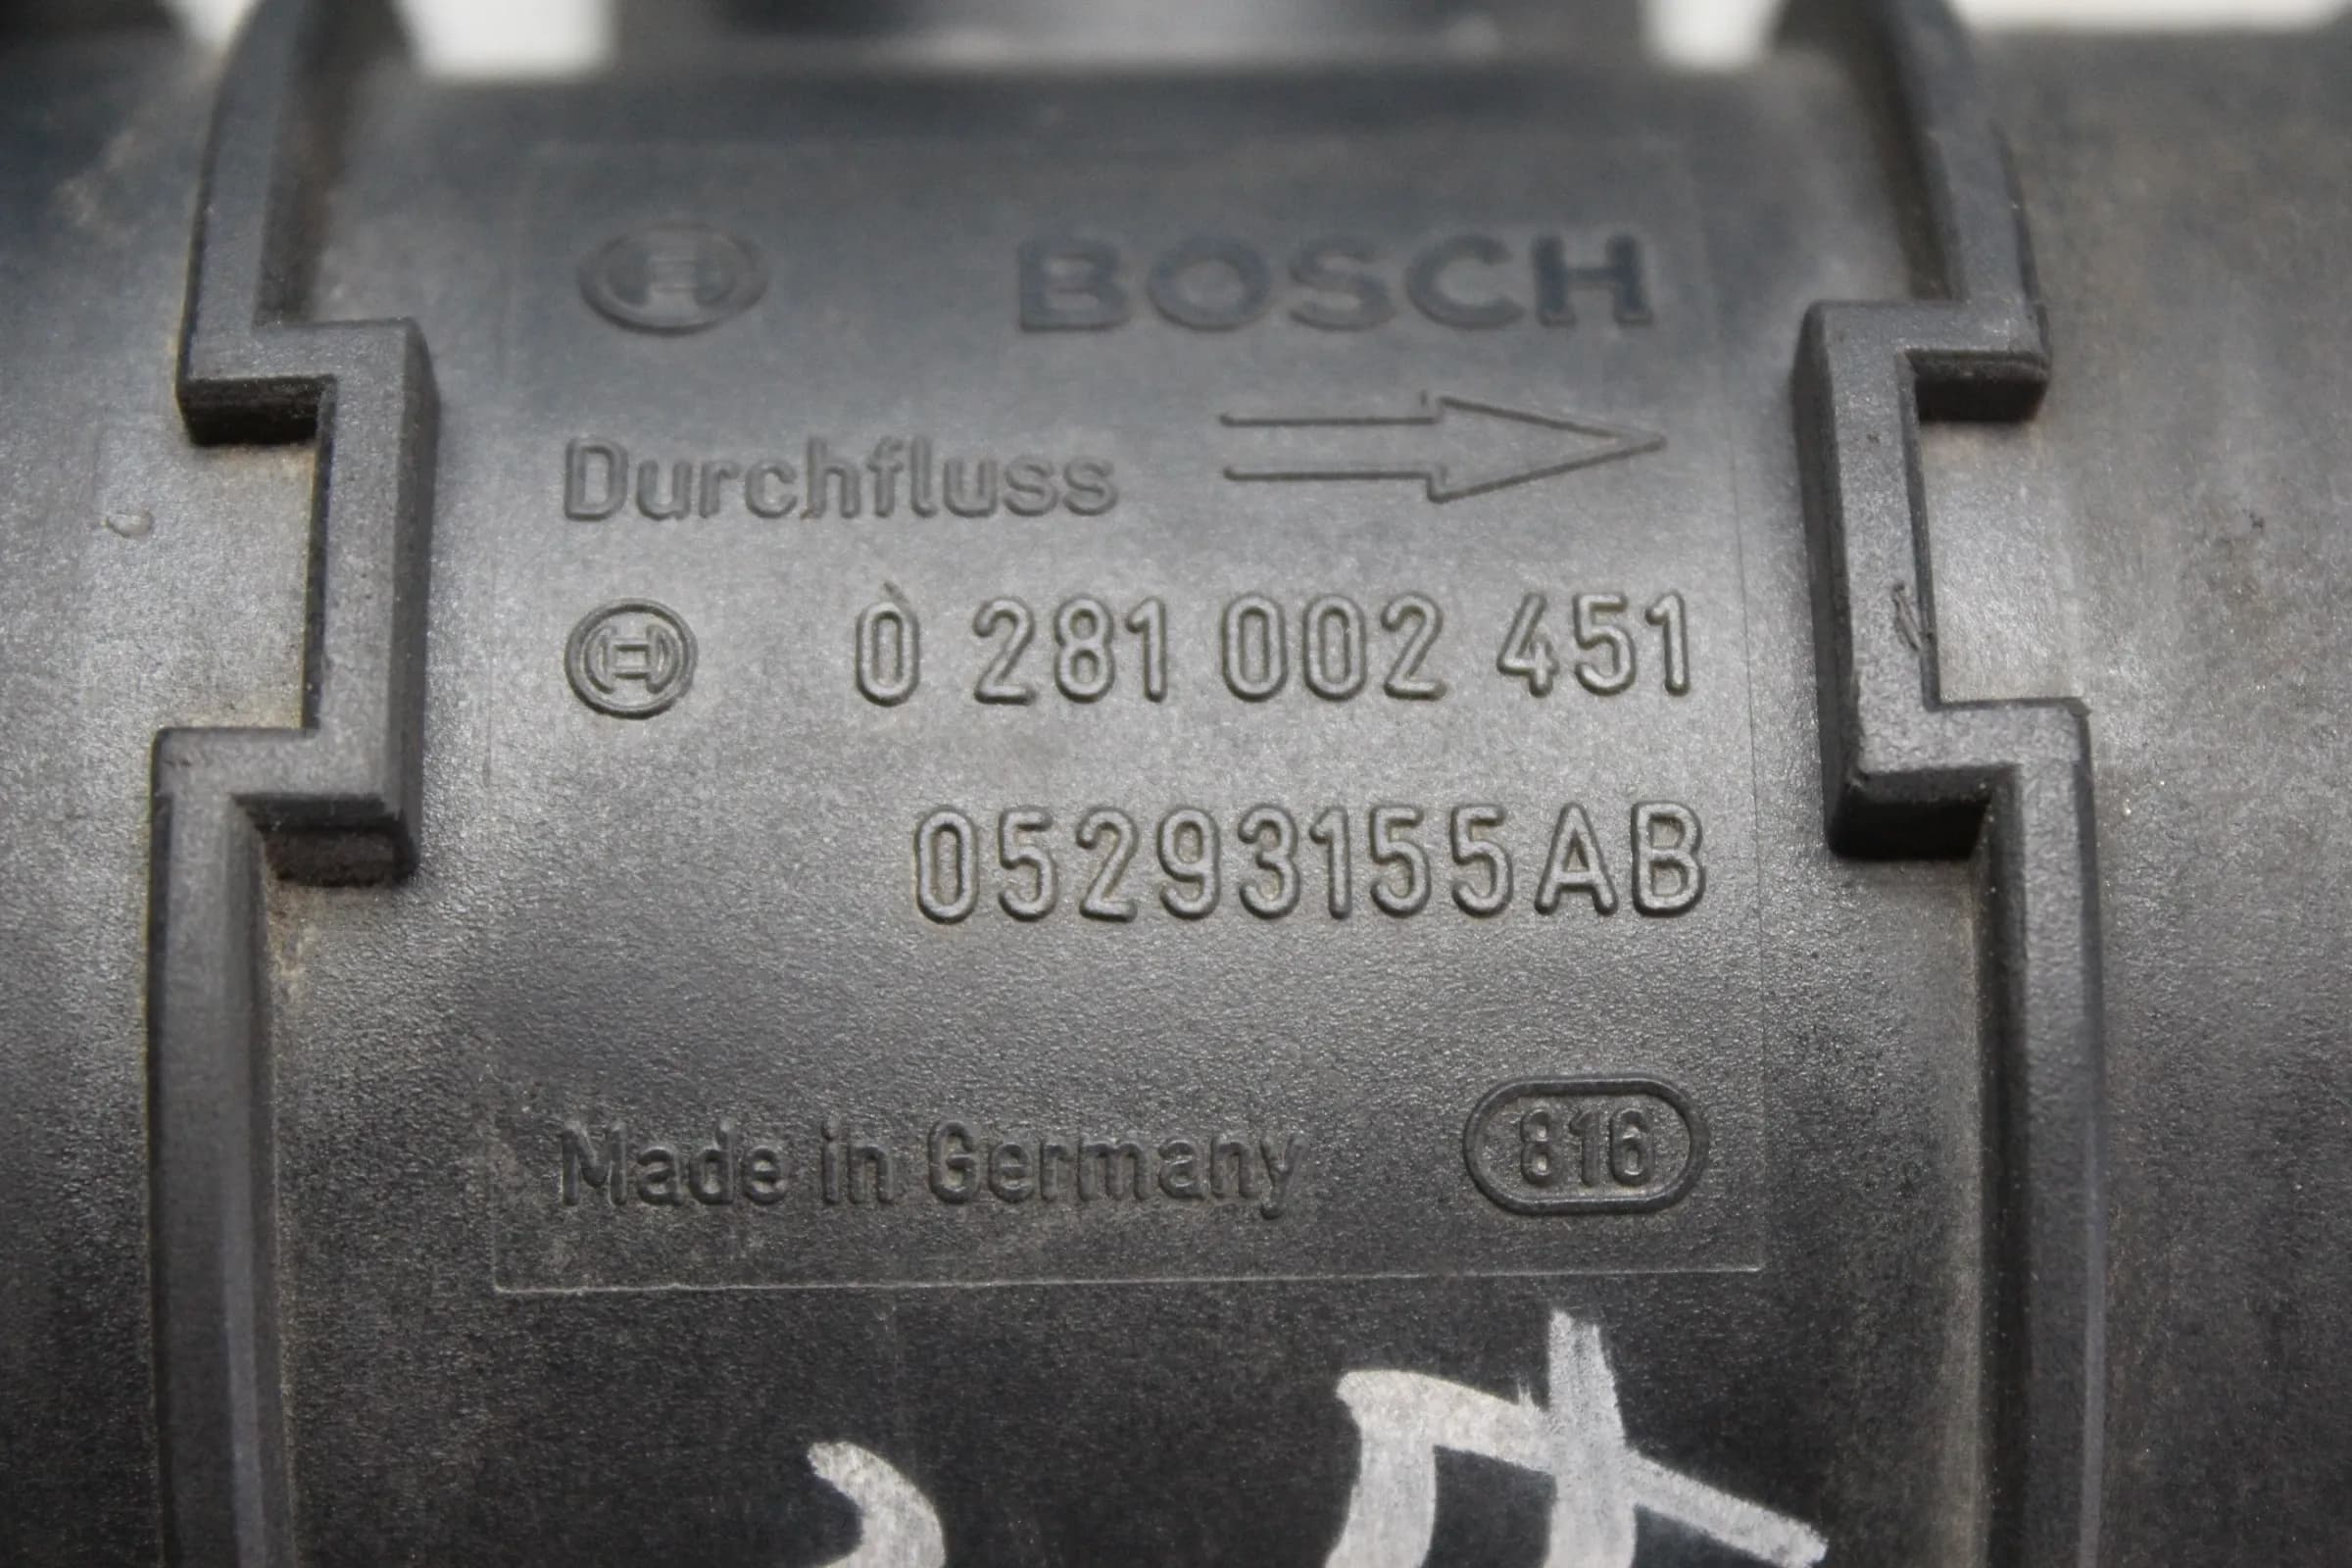 BOSCH
Durchfluss
0 281 002 451
05293155AB
Made in Germany 816